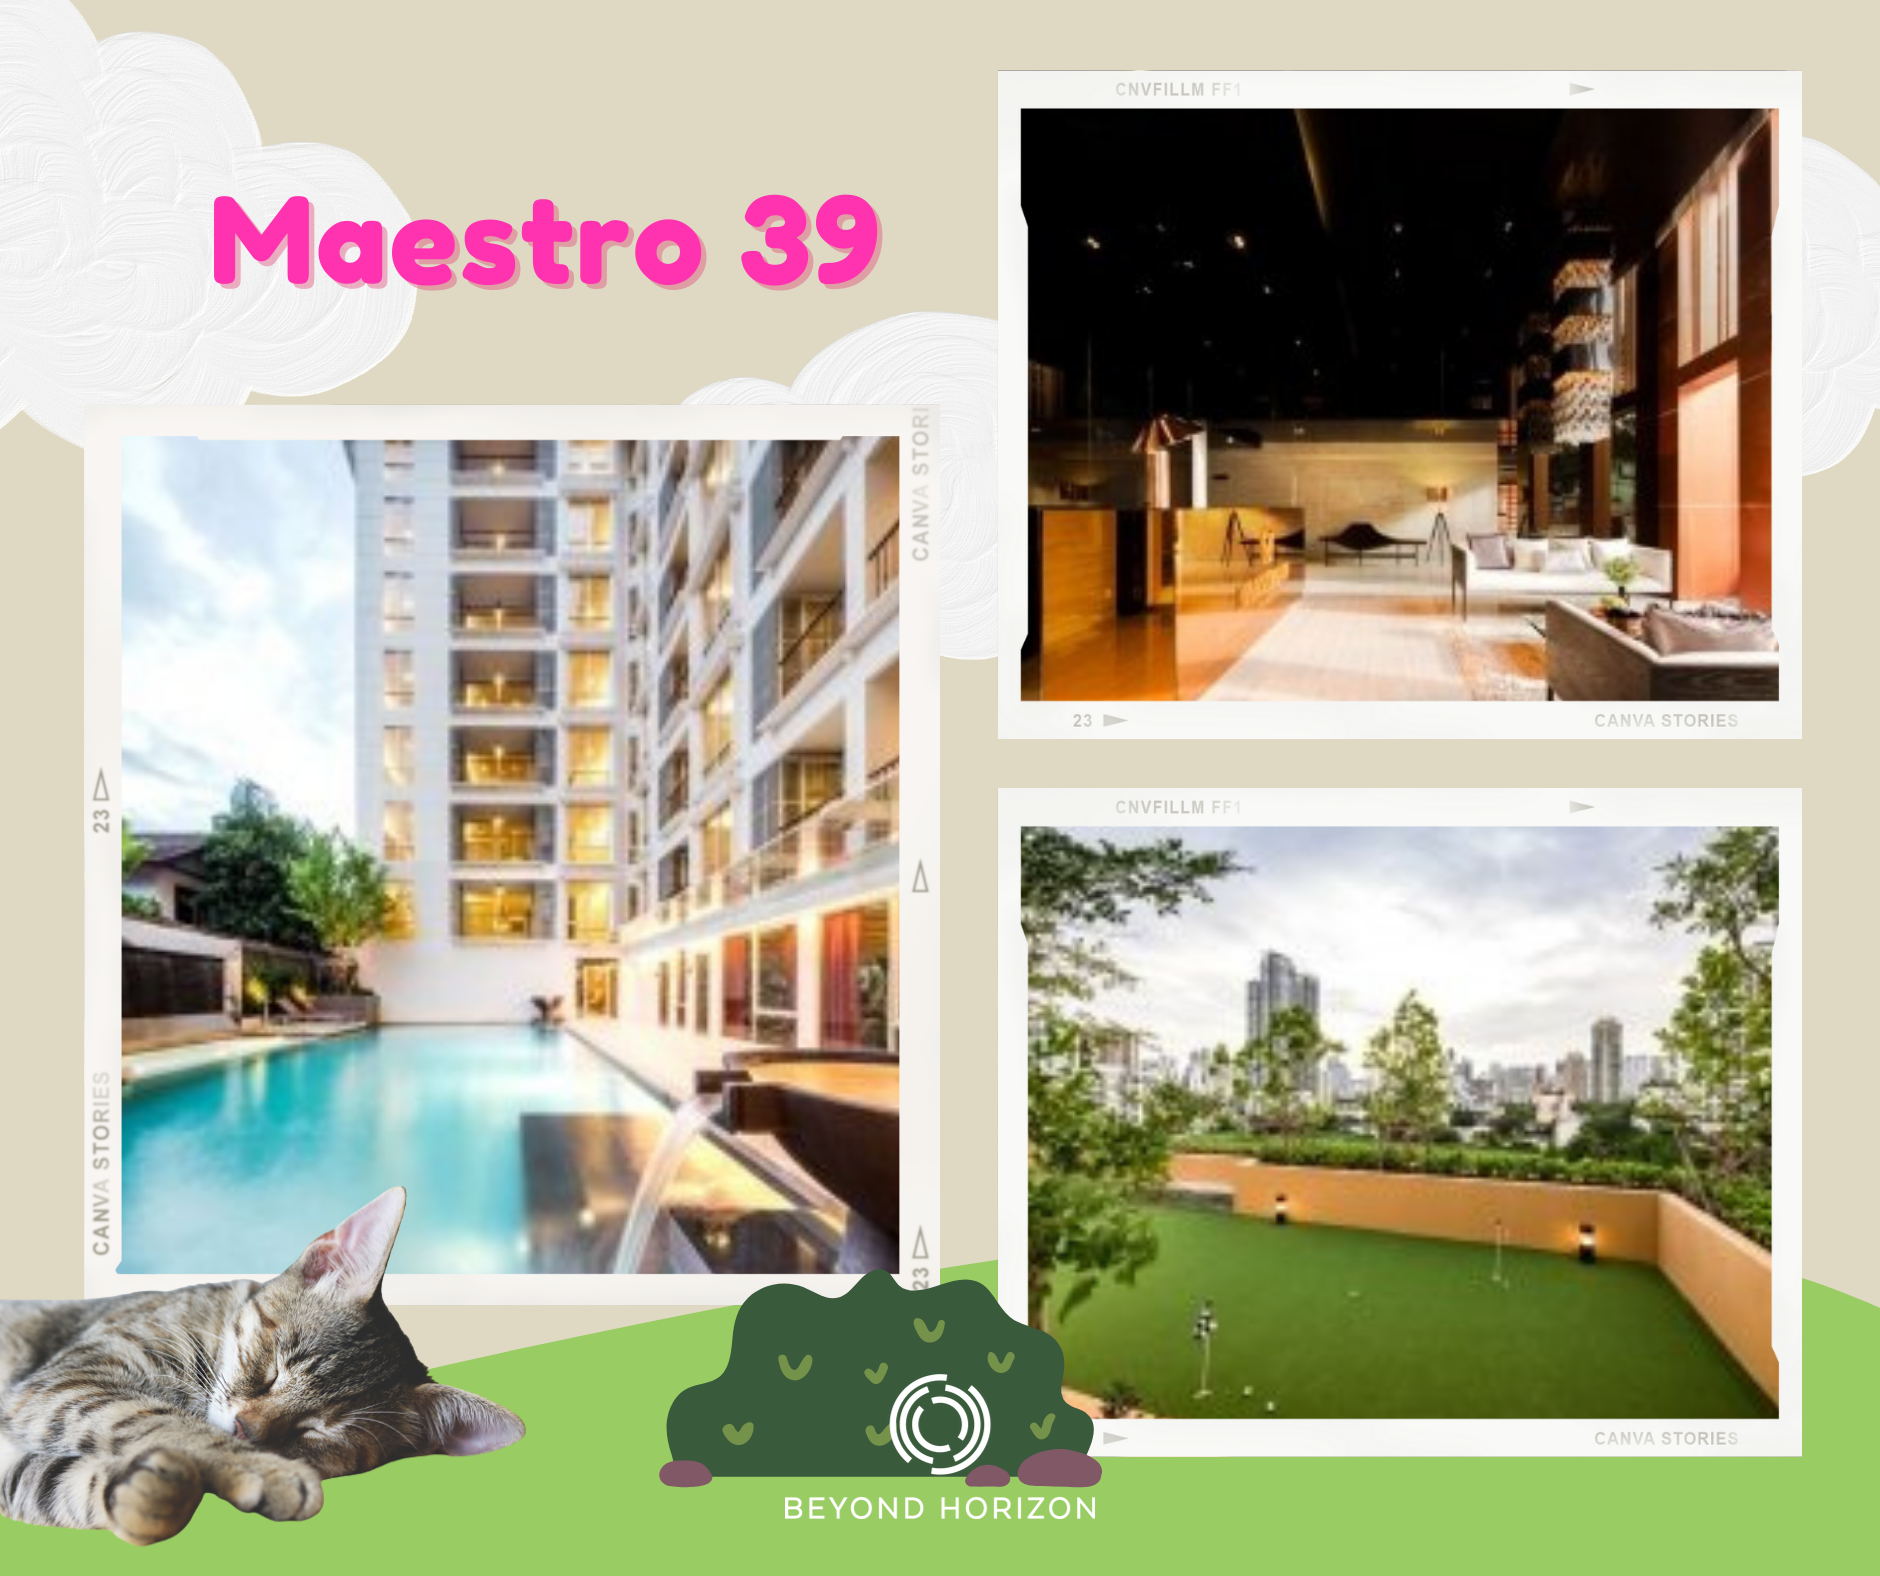 Maestro 39
CNVFILLM FF1
23
CANVA STORIES
CANVA STORI
23
CANVA STORIES
23
CNVFILLM FF1
CANVA STORIES
BEYOND HORIZON